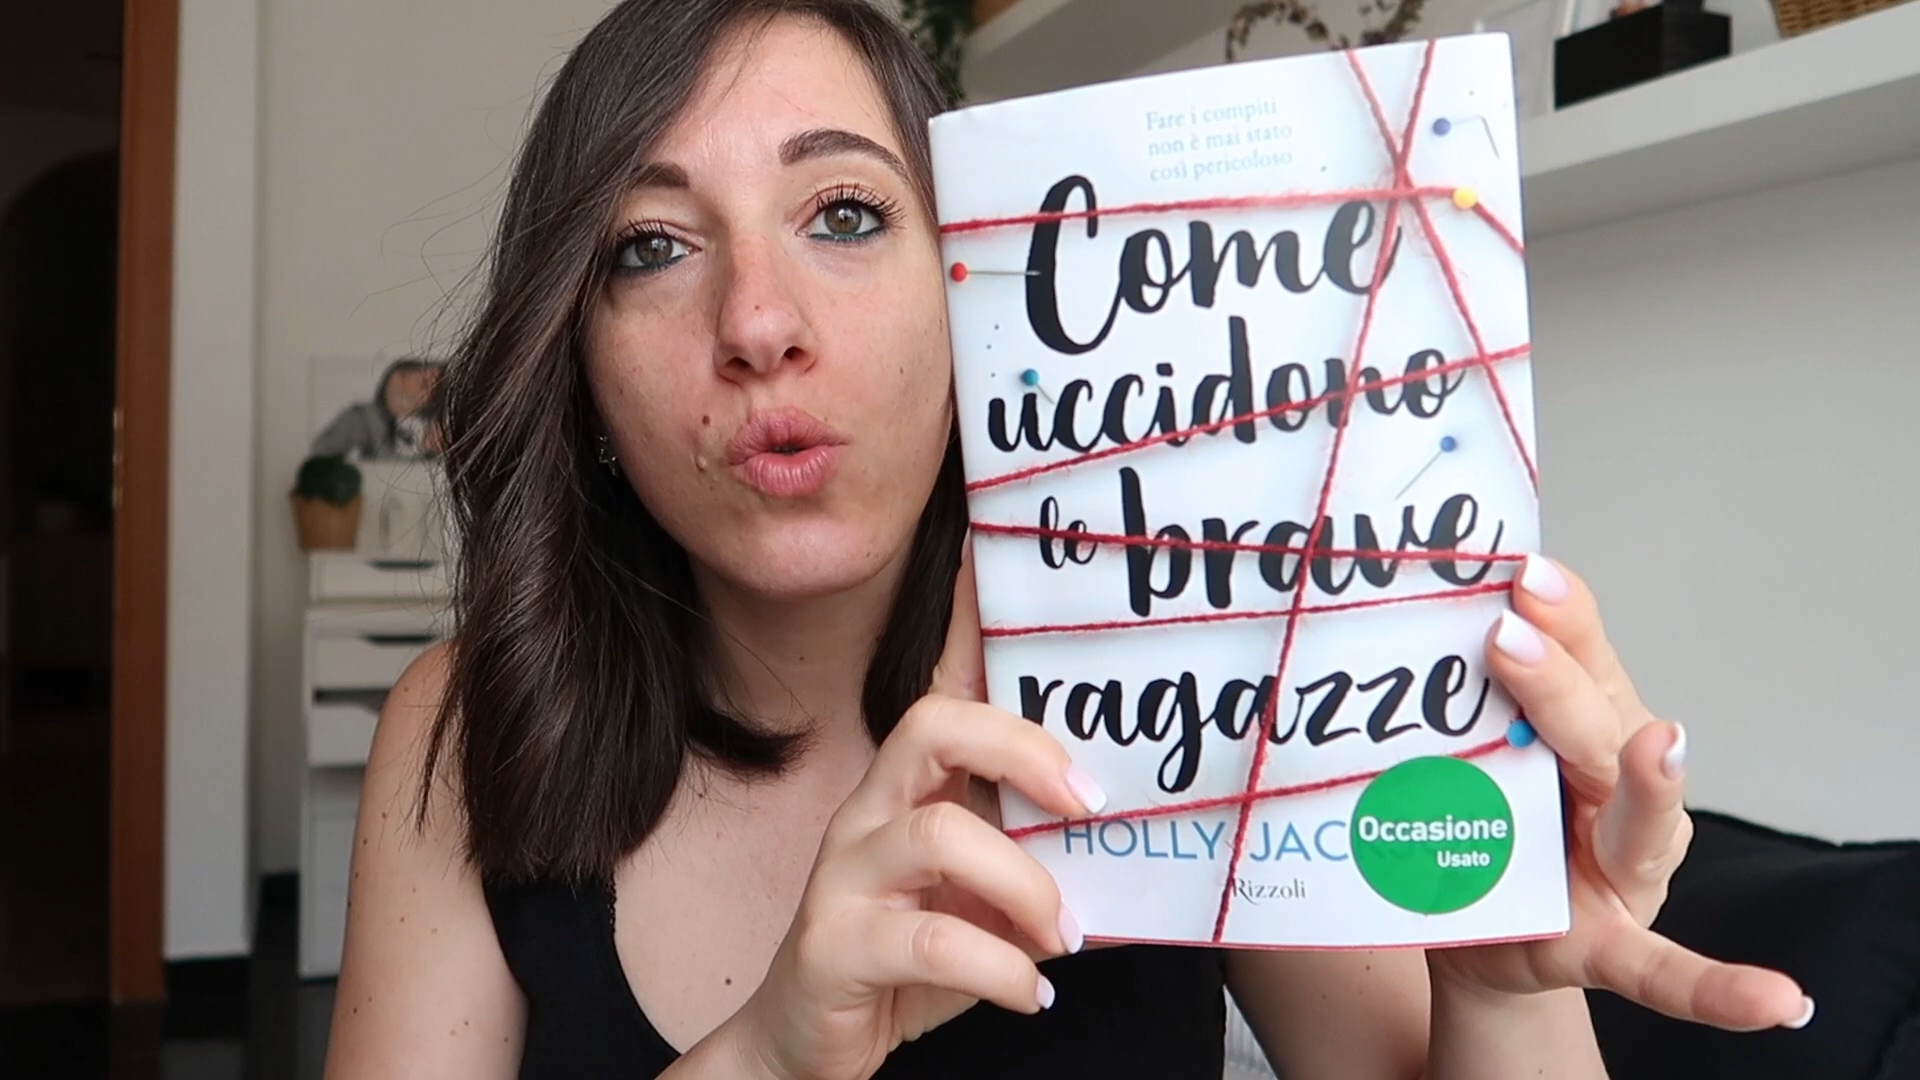 Fare i compiti
non è mai stato
così pericoloso
Come
uccidono
le brave
ragazze
HOLLY JAC
Rizzoli
Occasione
Usato